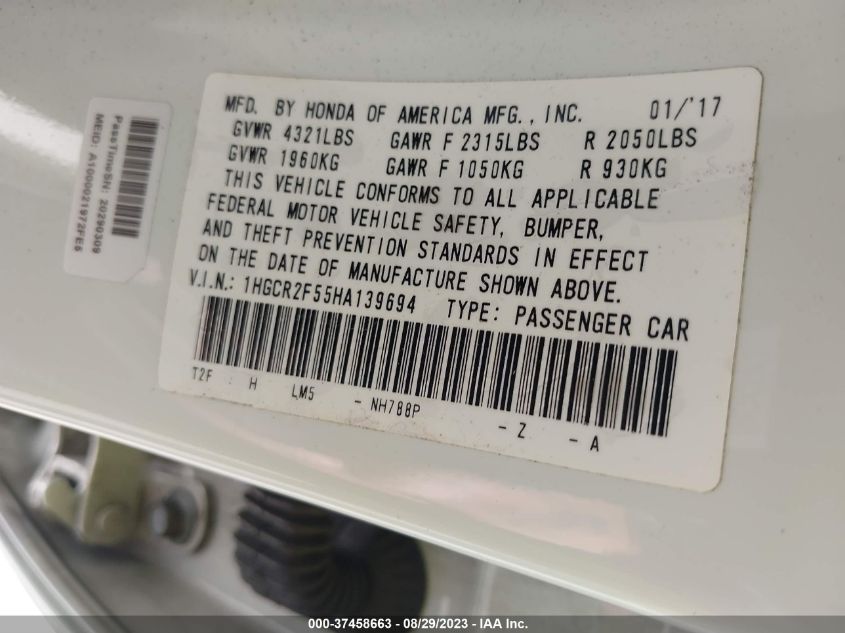 PassTimeSN: 20290309
MEID: A1000021972FE6
MFD. BY HONDA OF AMERICA MFG., INC. 01/'17
GVWR 4321LBS GAWR F 2315LBS R 2050LBS
GVWR 1960KG GAWR F 1050KG R 930KG
THIS VEHICLE CONFORMS TO ALL APPLICABLE
FEDERAL MOTOR VEHICLE SAFETY, BUMPER,
AND THEFT PREVENTION STANDARDS IN EFFECT
ON THE DATE OF MANUFACTURE SHOWN ABOVE.
V.I.N.: 1HGCR2F55HA139694 TYPE: PASSENGER CAR
T2F : H LM5 - NH788P - Z - A
000-37458663 - 08/29/2023 - IAA Inc.